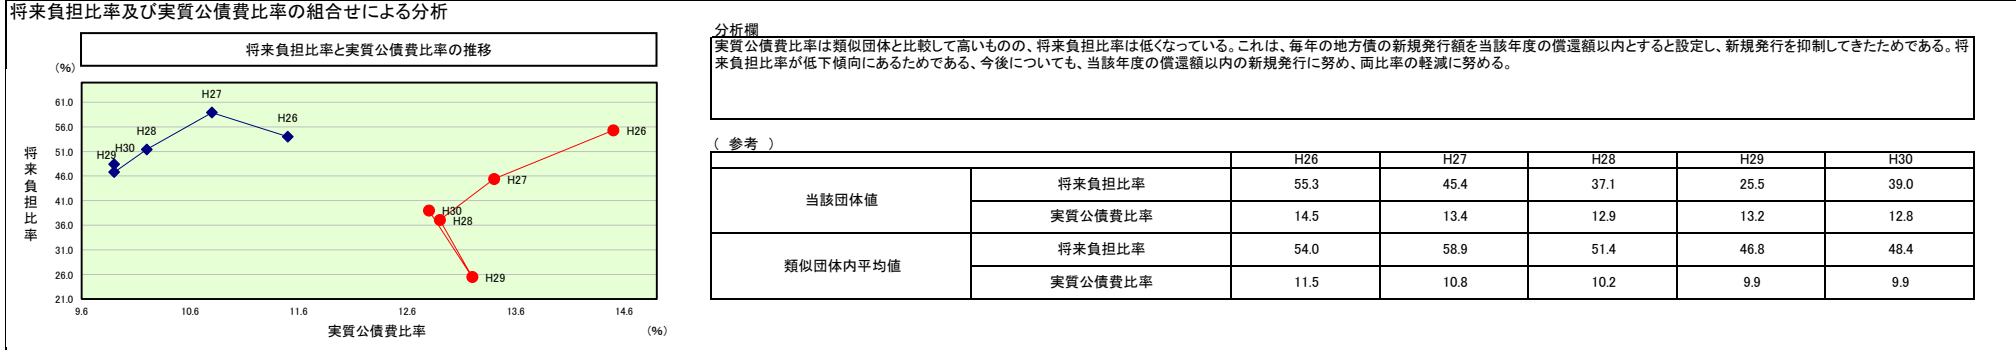 将来負担比率及び実質公債費比率の組合せによる分析
将来負担比率と実質公債費比率の推移
(%)
61.0
56.0
51.0
46.0
41.0
36.0
31.0
26.0
21.0
将来負担比率
H27
H26
H28
H30
H29
H26
H27
H30
H28
H29
9.6
10.6
11.6
12.6
13.6
14.6
実質公債費比率
(%)
分析欄
実質公債費比率は類似団体と比較して高いものの、将来負担比率は低くなっている。これは、毎年の地方債の新規発行額を当該年度の償還額以内とすると設定し、新規発行を抑制してきたためである。将
来負担比率が低下傾向にあるためである、今後についても、当該年度の償還額以内の新規発行に努め、両比率の軽減に努める。
( 参考 )
H26 H27 H28 H29 H30
当該団体値
将来負担比率 55.3 45.4 37.1 25.5 39.0
実質公債費比率 14.5 13.4 12.9 13.2 12.8
類似団体内平均値
将来負担比率 54.0 58.9 51.4 46.8 48.4
実質公債費比率 11.5 10.8 10.2 9.9 9.9